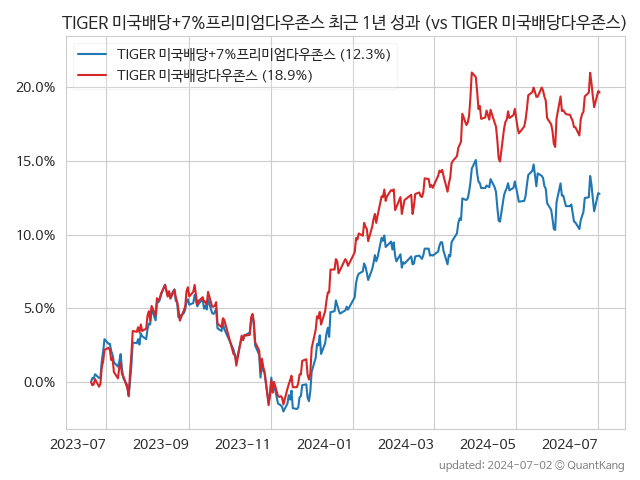 TIGER 미국배당+7%프리미엄다우존스 최근 1년 성과 (vs TIGER 미국배당다우존스)
TIGER 미국배당+7%프리미엄다우존스 (12.3%)
TIGER 미국배당다우존스 (18.9%)
20.0%
15.0%
10.0%
5.0%
0.0%
2023-07 2023-09 2023-11 2024-01 2024-03 2024-05 2024-07
updated: 2024-07-02 © QuantKang